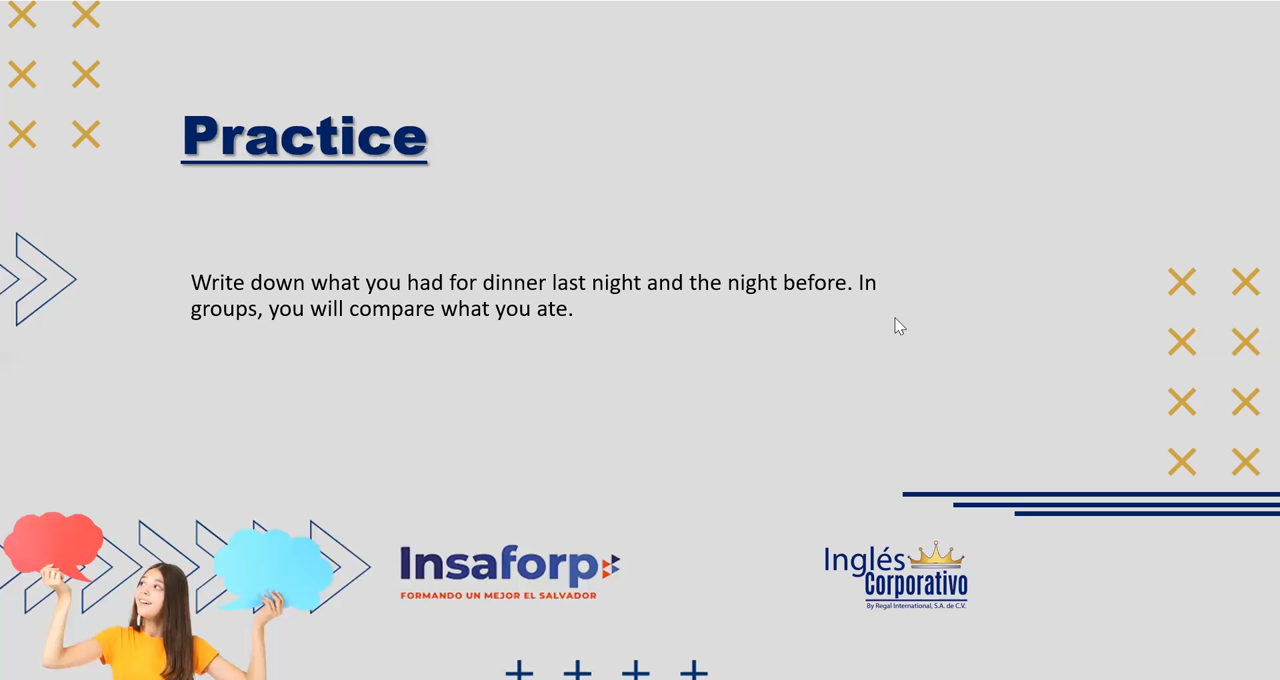 Practice
Write down what you had for dinner last night and the night before. In
groups, you will compare what you ate.
Insaforp
FORMANDO UN MEJOR EL SALVADOR
Inglés
Corporativo
By Regal International, S.A. de C.V.